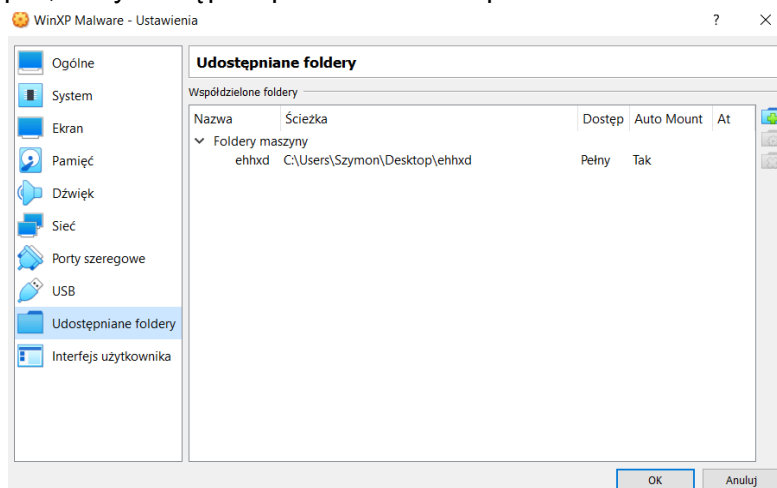 WinXP Malware - Ustawienia ? ×
Ogólne
System
Ekran
Pamięć
Dźwięk
Sieć
Porty szeregowe
USB
Udostępniane foldery
Interfejs użytkownika
Udostępniane foldery
Współdzielone foldery
Nazwa Ścieżka Dostęp Auto Mount At
Foldery maszyny
ehhxd C:\Users\Szymon\Desktop\ehhxd Pełny Tak
OK Anuluj